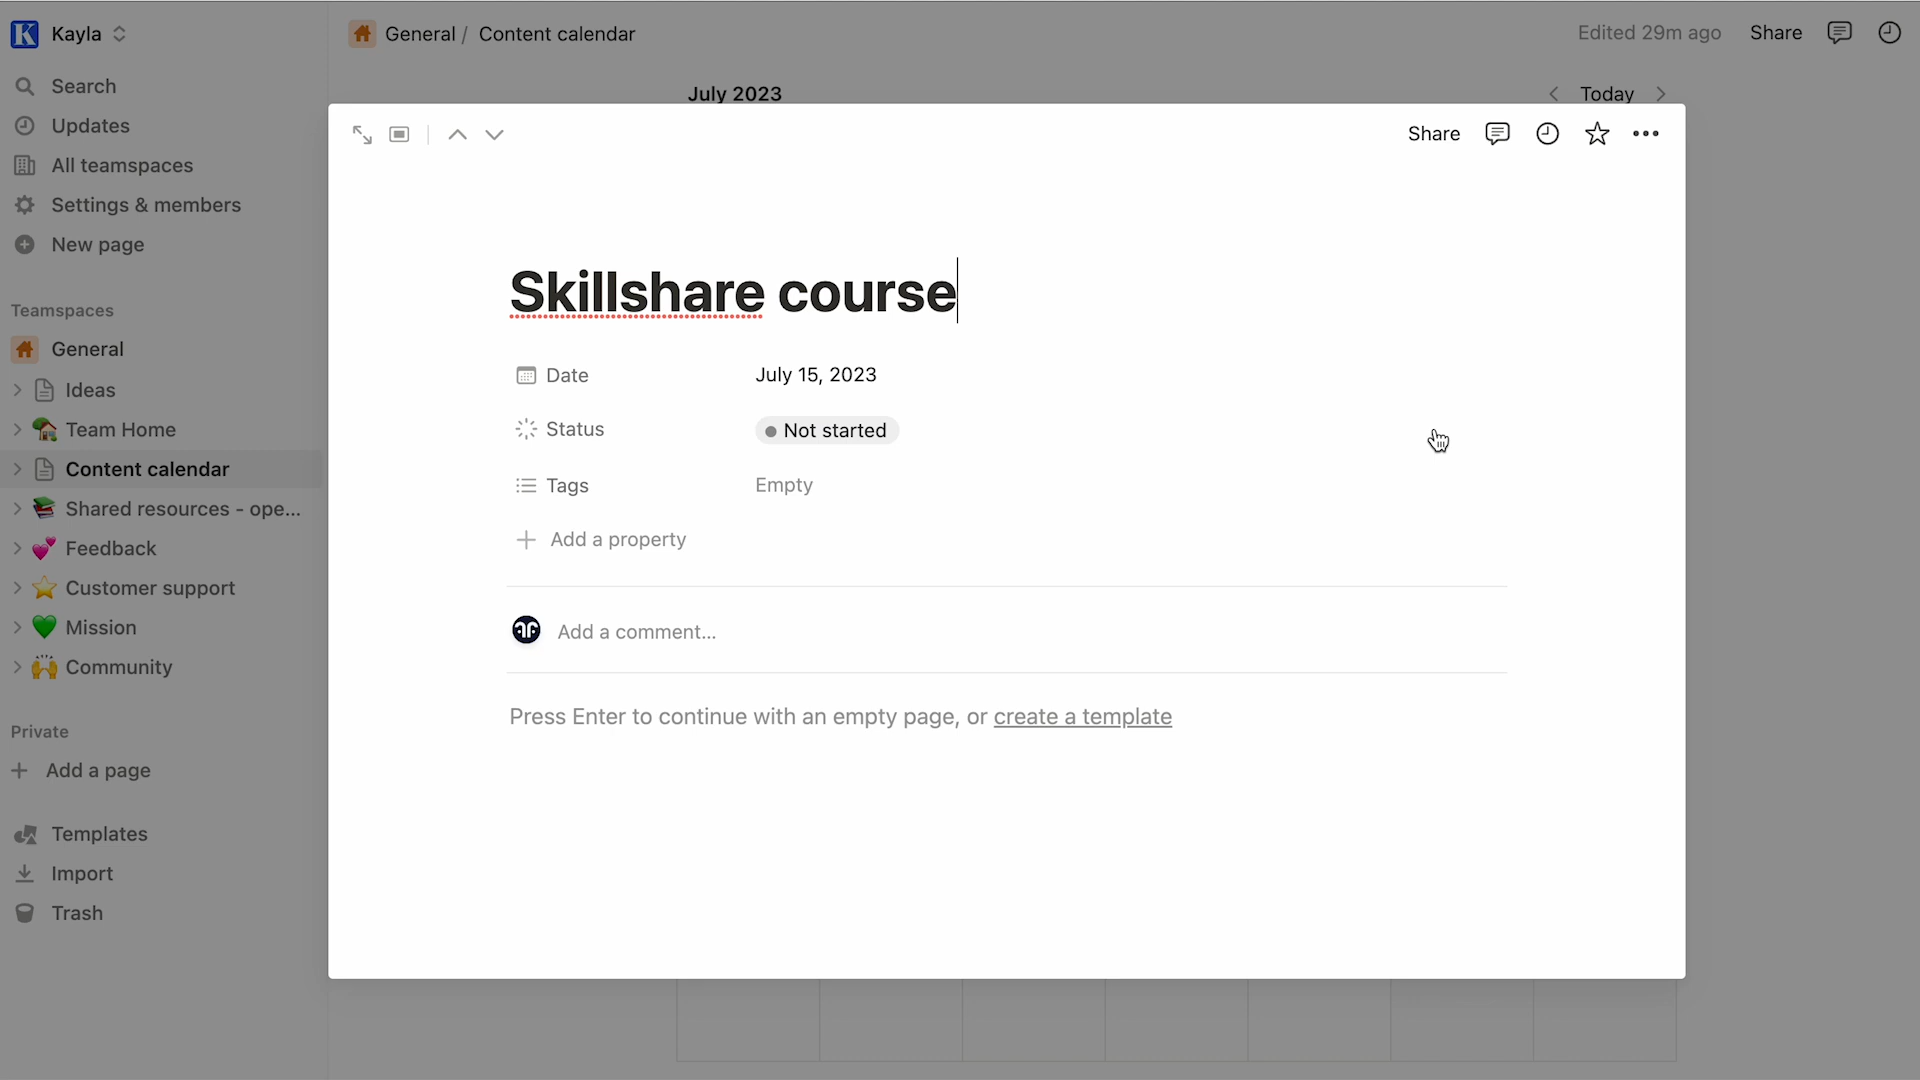 K Kayla
General / Content calendar
Edited 29m ago Share
Search
Updates
All teamspaces
Settings & members
New page
Teamspaces
General
Ideas
Team Home
Content calendar
Shared resources - ope...
Feedback
Customer support
Mission
Community
Private
Add a page
Templates
Import
Trash
July 2023
Today
Share
Skillshare course
Date July 15, 2023
Status Not started
Tags Empty
Add a property
Add a comment...
Press Enter to continue with an empty page, or create a template